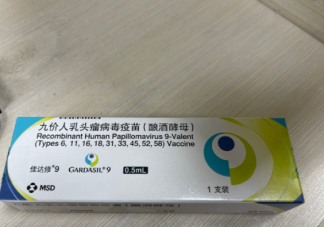 九价人乳头瘤病毒疫苗（酿酒酵母）
Recombinant Human Papillomavirus 9-Valent
(Types 6, 11, 16, 18, 31, 33, 45, 52, 58) Vaccine
佳达修®9
GARDASIL®9
0.5mL
1 支装
MSD